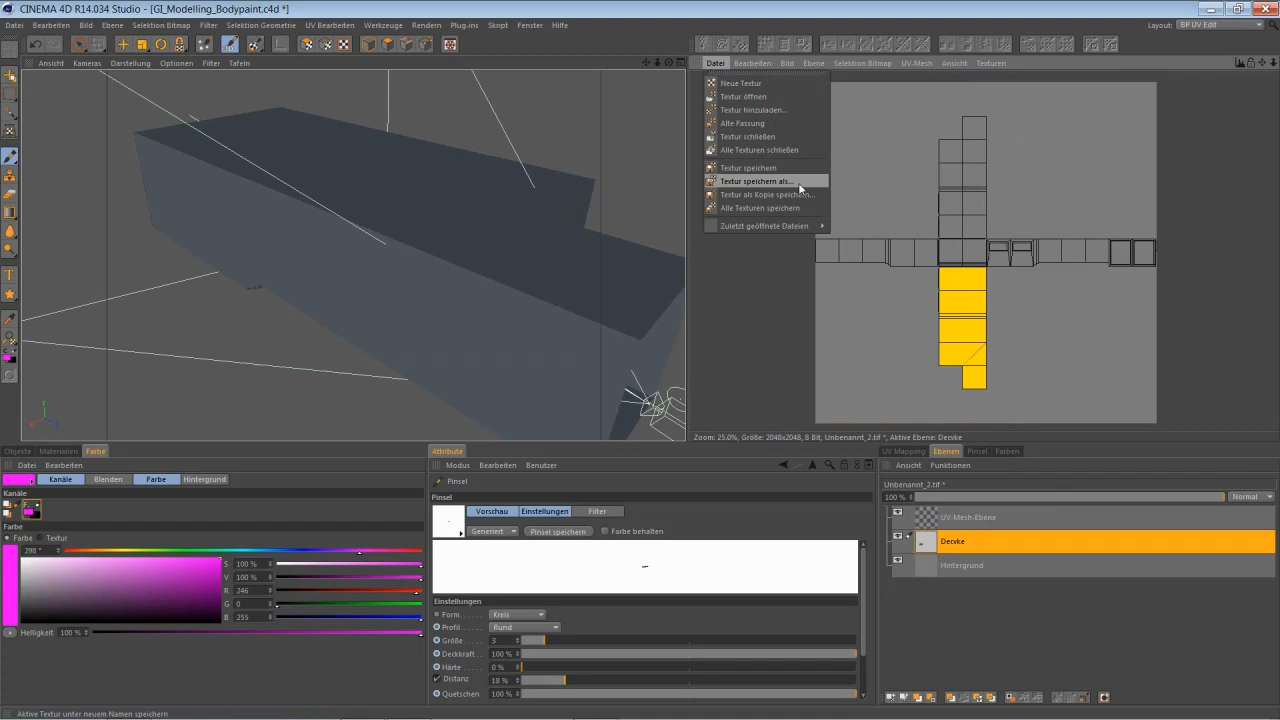 CINEMA 4D R14.034 Studio - [GI_Modelling_Bodypaint.c4d *]
Datei Bearbeiten Bild Ebene Selektion Bitmap Filter Selektion Geometrie UV Bearbeiten Werkzeuge Rendern Plug-ins Skript Fenster Hilfe
Layout: BP UV Edit
Ansicht Kameras Darstellung Optionen Filter Tafeln
Datei Bearbeiten Bild Ebene Selektion Bitmap UV-Mesh Ansicht Texturen
Neue Textur
Textur öffnen
Textur hinzuladen...
Alte Fassung
Textur schließen
Alle Texturen schließen
Textur speichern
Textur speichern als...
Textur als Kopie speichern...
Alle Texturen speichern
Zuletzt geöffnete Dateien
Zoom: 25.0%, Größe: 2048x2048, 8 Bit, Unbenannt_2.tif *, Aktive Ebene: Decvke
Objekte Materialien Farbe
Datei Bearbeiten
Kanäle Blenden Farbe Hintergrund
Kanäle
F
Farbe
Farbe Textur
298 °
S 100 %
V 100 %
R 246
G 0
B 255
Helligkeit 100 %
Attribute
Modus Bearbeiten Benutzer
Pinsel
Pinsel
Vorschau Einstellungen Filter
Generiert Pinsel speichern Farbe behalten
Einstellungen
Form Kreis
Profil Rund
Größe 3
Deckkraft 100 %
Härte 0 %
Distanz 18 %
Quetschen 100 %
UV Mapping Ebenen Pinsel Farben
Ansicht Funktionen
Unbenannt_2.tif *
100 % Normal
UV-Mesh-Ebene
Decvke
Hintergrund
Aktive Textur unter neuem Namen speichern